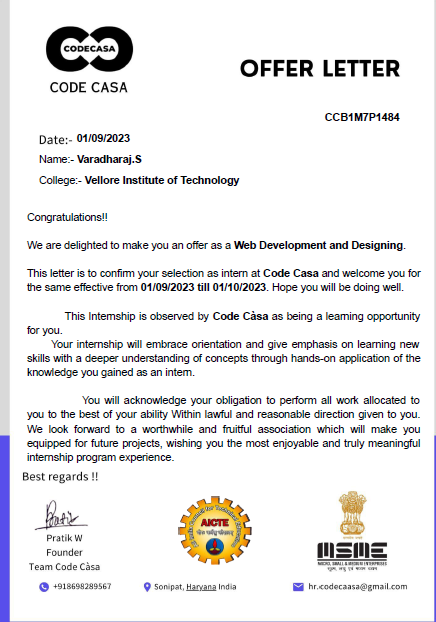 CODECASA
CODE CASA
OFFER LETTER
CCB1M7P1484
Date:- 01/09/2023
Name:- Varadharaj.S
College:- Vellore Institute of Technology
Congratulations!!
We are delighted to make you an offer as a Web Development and Designing.
This letter is to confirm your selection as intern at Code Casa and welcome you for
the same effective from 01/09/2023 till 01/10/2023. Hope you will be doing well.
This Internship is observed by Code Càsa as being a learning opportunity
for you.
Your internship will embrace orientation and give emphasis on learning new
skills with a deeper understanding of concepts through hands-on application of the
knowledge you gained as an intern.
You will acknowledge your obligation to perform all work allocated to
you to the best of your ability Within lawful and reasonable direction given to you.
We look forward to a worthwhile and fruitful association which will make you
equipped for future projects, wishing you the most enjoyable and truly meaningful
internship program experience.
Best regards !!
Pratik W
Founder
Team Code Càsa
AICTE
MSME
MICRO, SMALL & MEDIUM ENTERPRISES
+918698289567
Sonipat, Haryana India
hr.codecaasa@gmail.com